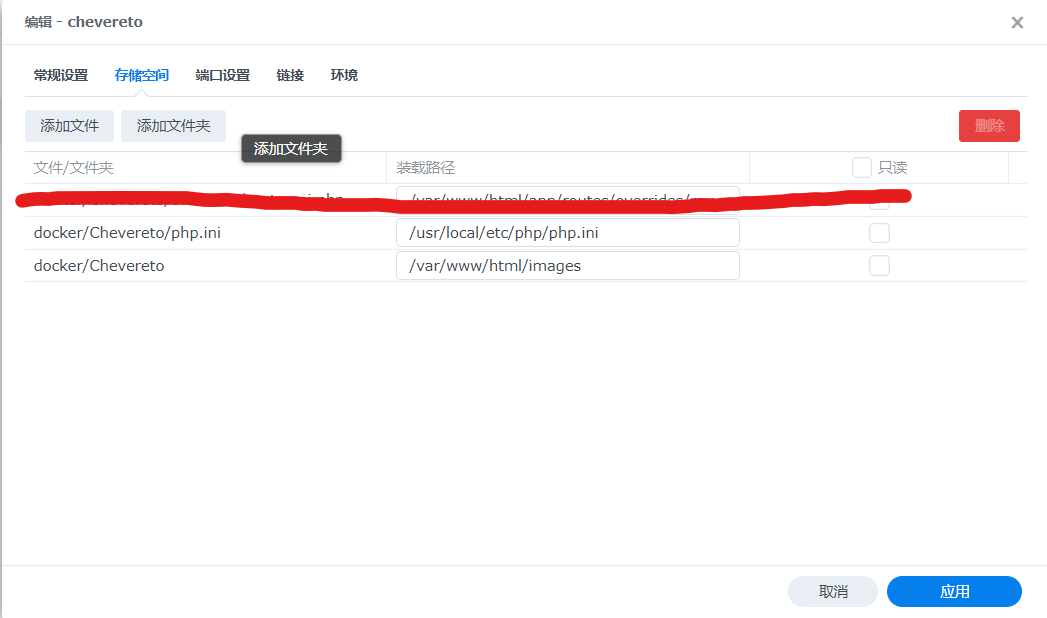 编辑 - chevereto
常规设置 存储空间 端口设置 链接 环境
添加文件 添加文件夹 删除
添加文件夹
文件/文件夹 装载路径 只读
/var/www/html/app/routes/overrides/
docker/Chevereto/php.ini /usr/local/etc/php/php.ini
docker/Chevereto /var/www/html/images
取消 应用